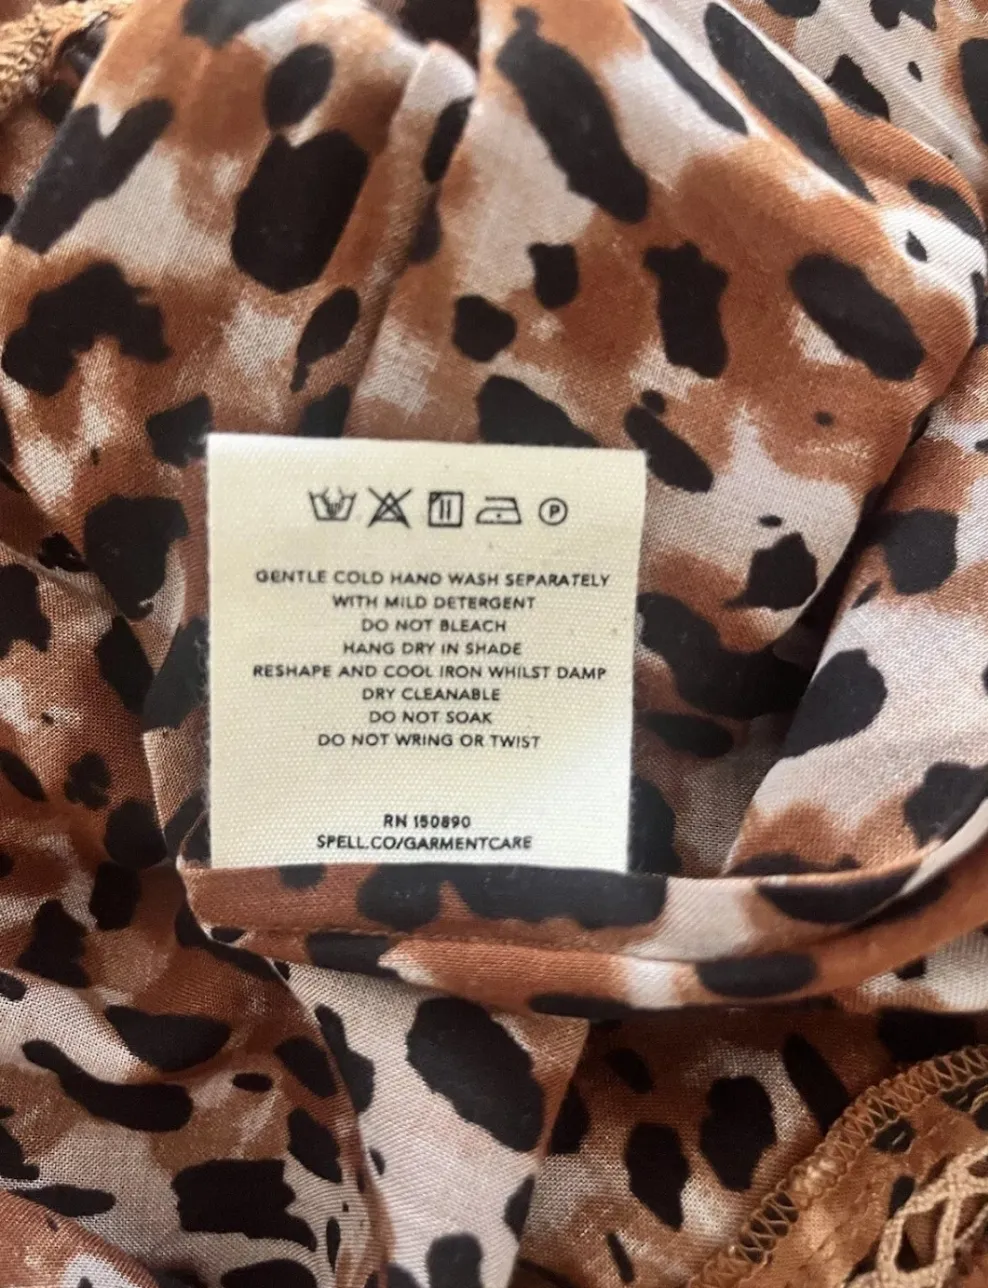 P
GENTLE COLD HAND WASH SEPARATELY
WITH MILD DETERGENT
DO NOT BLEACH
HANG DRY IN SHADE
RESHAPE AND COOL IRON WHILST DAMP
DRY CLEANABLE
DO NOT SOAK
DO NOT WRING OR TWIST
RN 150890
SPELL.CO/GARMENTCARE